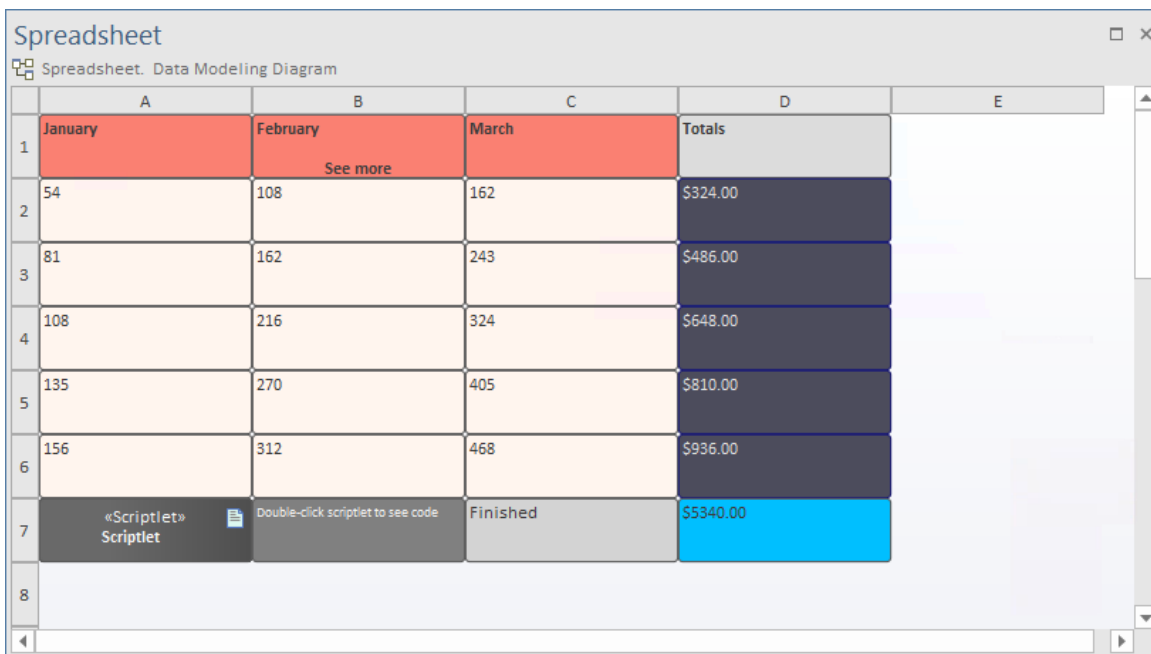 Spreadsheet
Spreadsheet. Data Modeling Diagram
A B C D E
1 January February March Totals
See more
2 54 108 162 $324.00
3 81 162 243 $486.00
4 108 216 324 $648.00
5 135 270 405 $810.00
6 156 312 468 $936.00
7 «Scriptlet» Double-click scriptlet to see code Finished $5340.00
Scriptlet
8